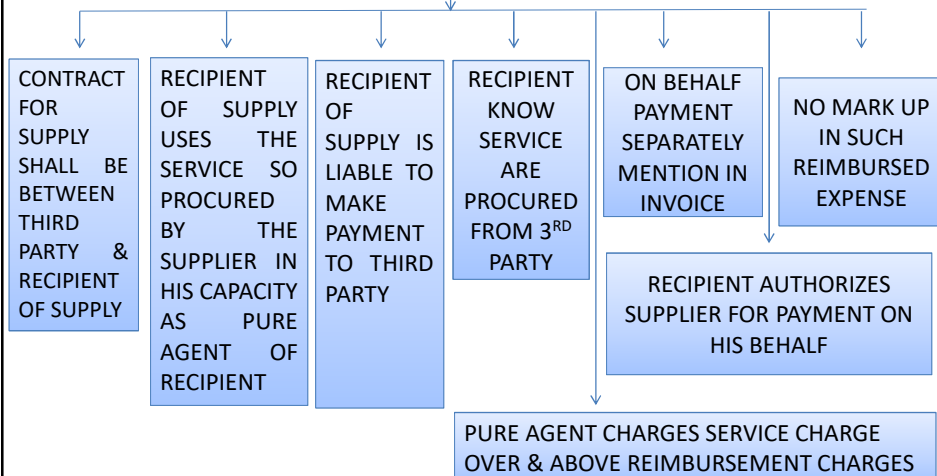 CONTRACT
FOR
SUPPLY
SHALL BE
BETWEEN
THIRD
PARTY &
RECIPIENT
OF SUPPLY
RECIPIENT
OF SUPPLY
USES THE
SERVICE SO
PROCURED
BY THE
SUPPLIER IN
HIS CAPACITY
AS PURE
AGENT OF
RECIPIENT
RECIPIENT
OF
SUPPLY IS
LIABLE TO
MAKE
PAYMENT
TO THIRD
PARTY
RECIPIENT
KNOW
SERVICE
ARE
PROCURED
FROM 3RD
PARTY
ON BEHALF
PAYMENT
SEPARATELY
MENTION IN
INVOICE
NO MARK UP
IN SUCH
REIMBURSED
EXPENSE
RECIPIENT AUTHORIZES
SUPPLIER FOR PAYMENT ON
HIS BEHALF
PURE AGENT CHARGES SERVICE CHARGE
OVER & ABOVE REIMBURSEMENT CHARGES